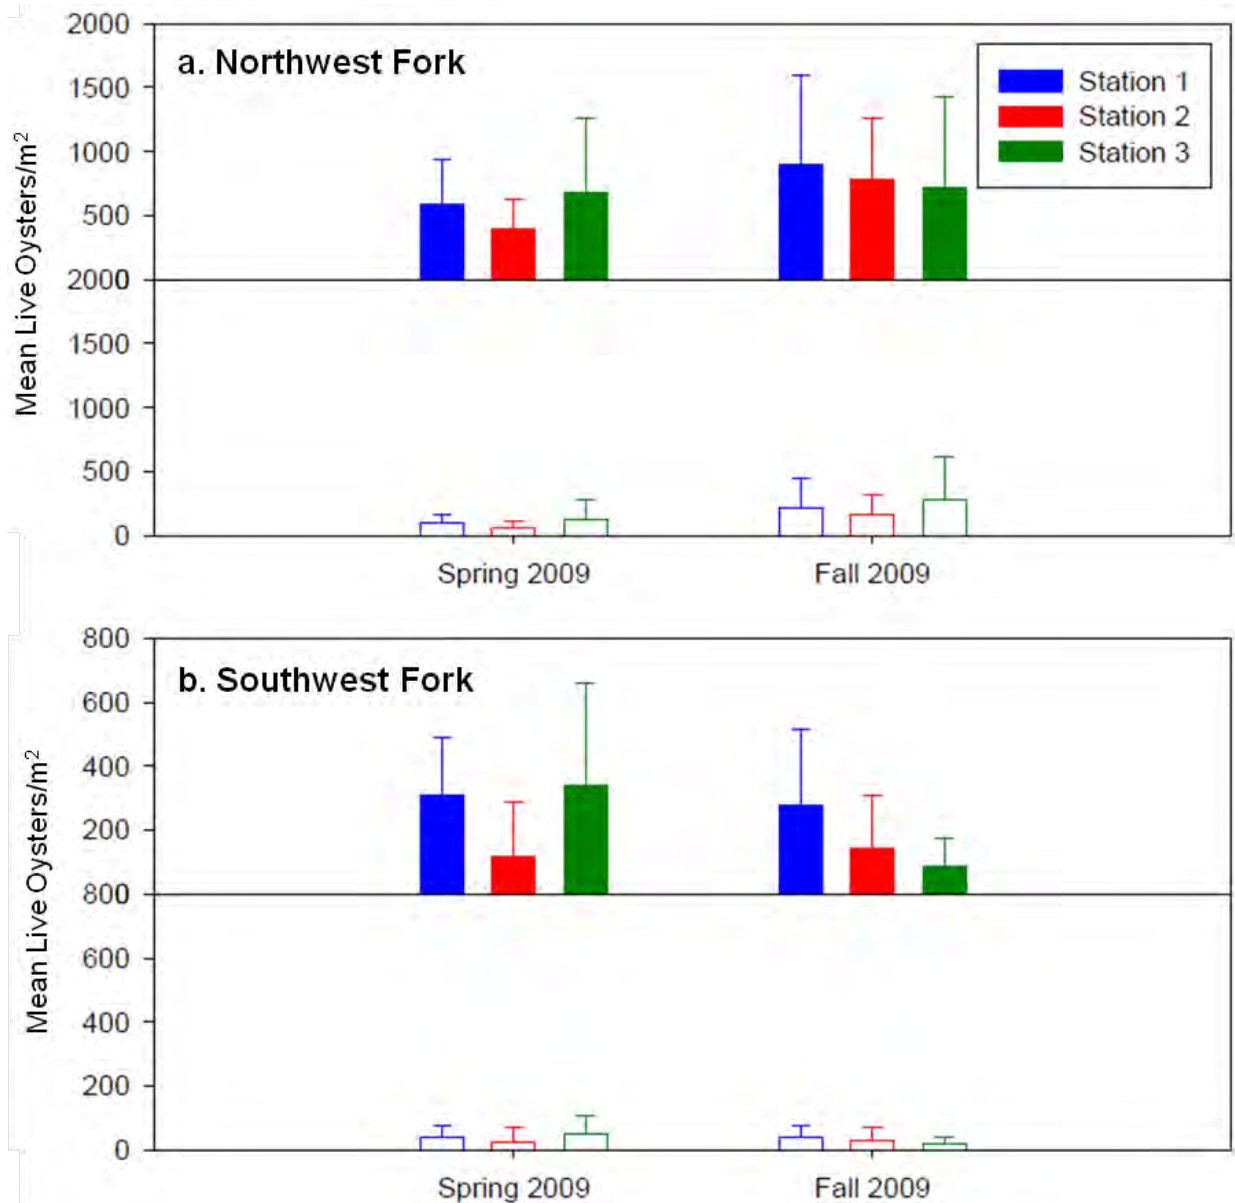 a. Northwest Fork
Station 1
Station 2
Station 3
Mean Live Oysters/m²
2000
1500
1000
500
2000
1500
1000
500
0
Spring 2009
Fall 2009
b. Southwest Fork
Mean Live Oysters/m²
800
600
400
200
800
600
400
200
0
Spring 2009
Fall 2009